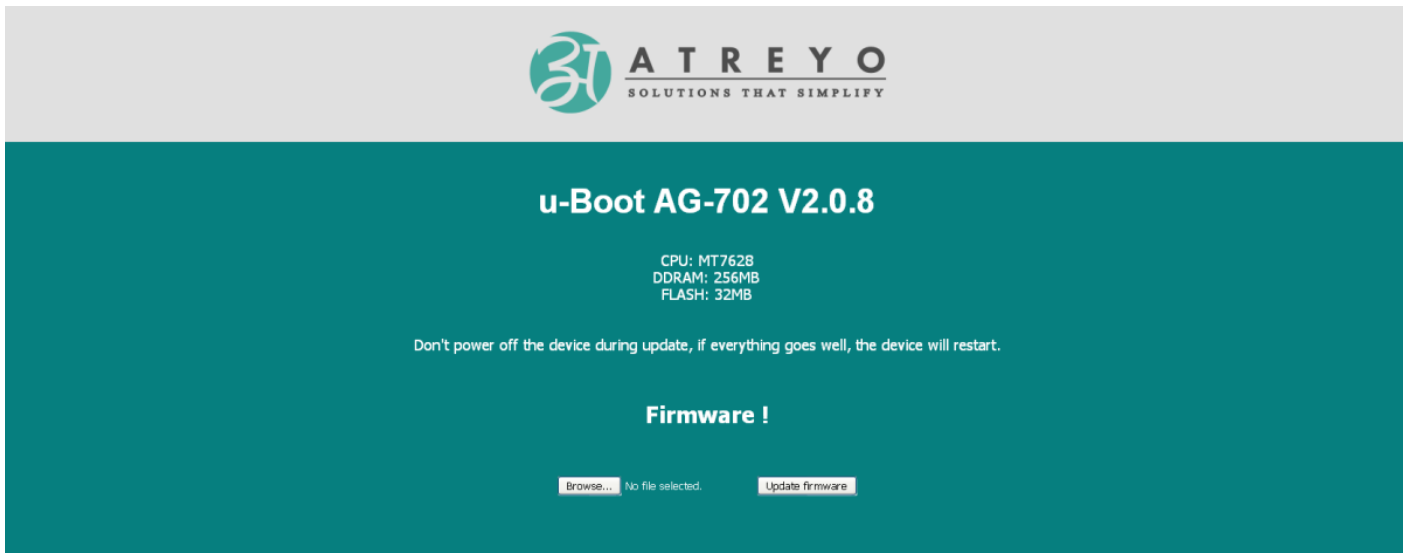 अ
ATREYO
SOLUTIONS THAT SIMPLIFY
u-Boot AG-702 V2.0.8
CPU: MT7628
DDRAM: 256MB
FLASH: 32MB
Don't power off the device during update, if everything goes well, the device will restart.
Firmware !
Browse... No file selected. Update firmware